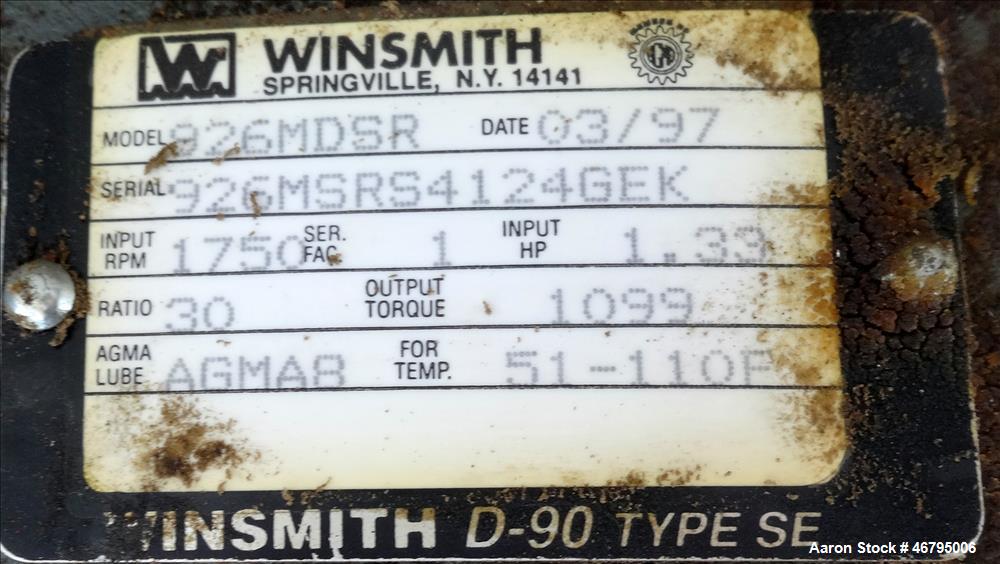 W WINSMITH
SPRINGVILLE, N.Y. 14141
MODEL 926MDSR DATE 03/97
SERIAL 926MSRS4124GEK
INPUT RPM 1750 SER. FAC. 1 INPUT HP 1.33
RATIO 30 OUTPUT TORQUE 1099
AGMA LUBE AGMA8 FOR TEMP. 51-110F
WINSMITH D-90 TYPE SE
Aaron Stock # 46795006